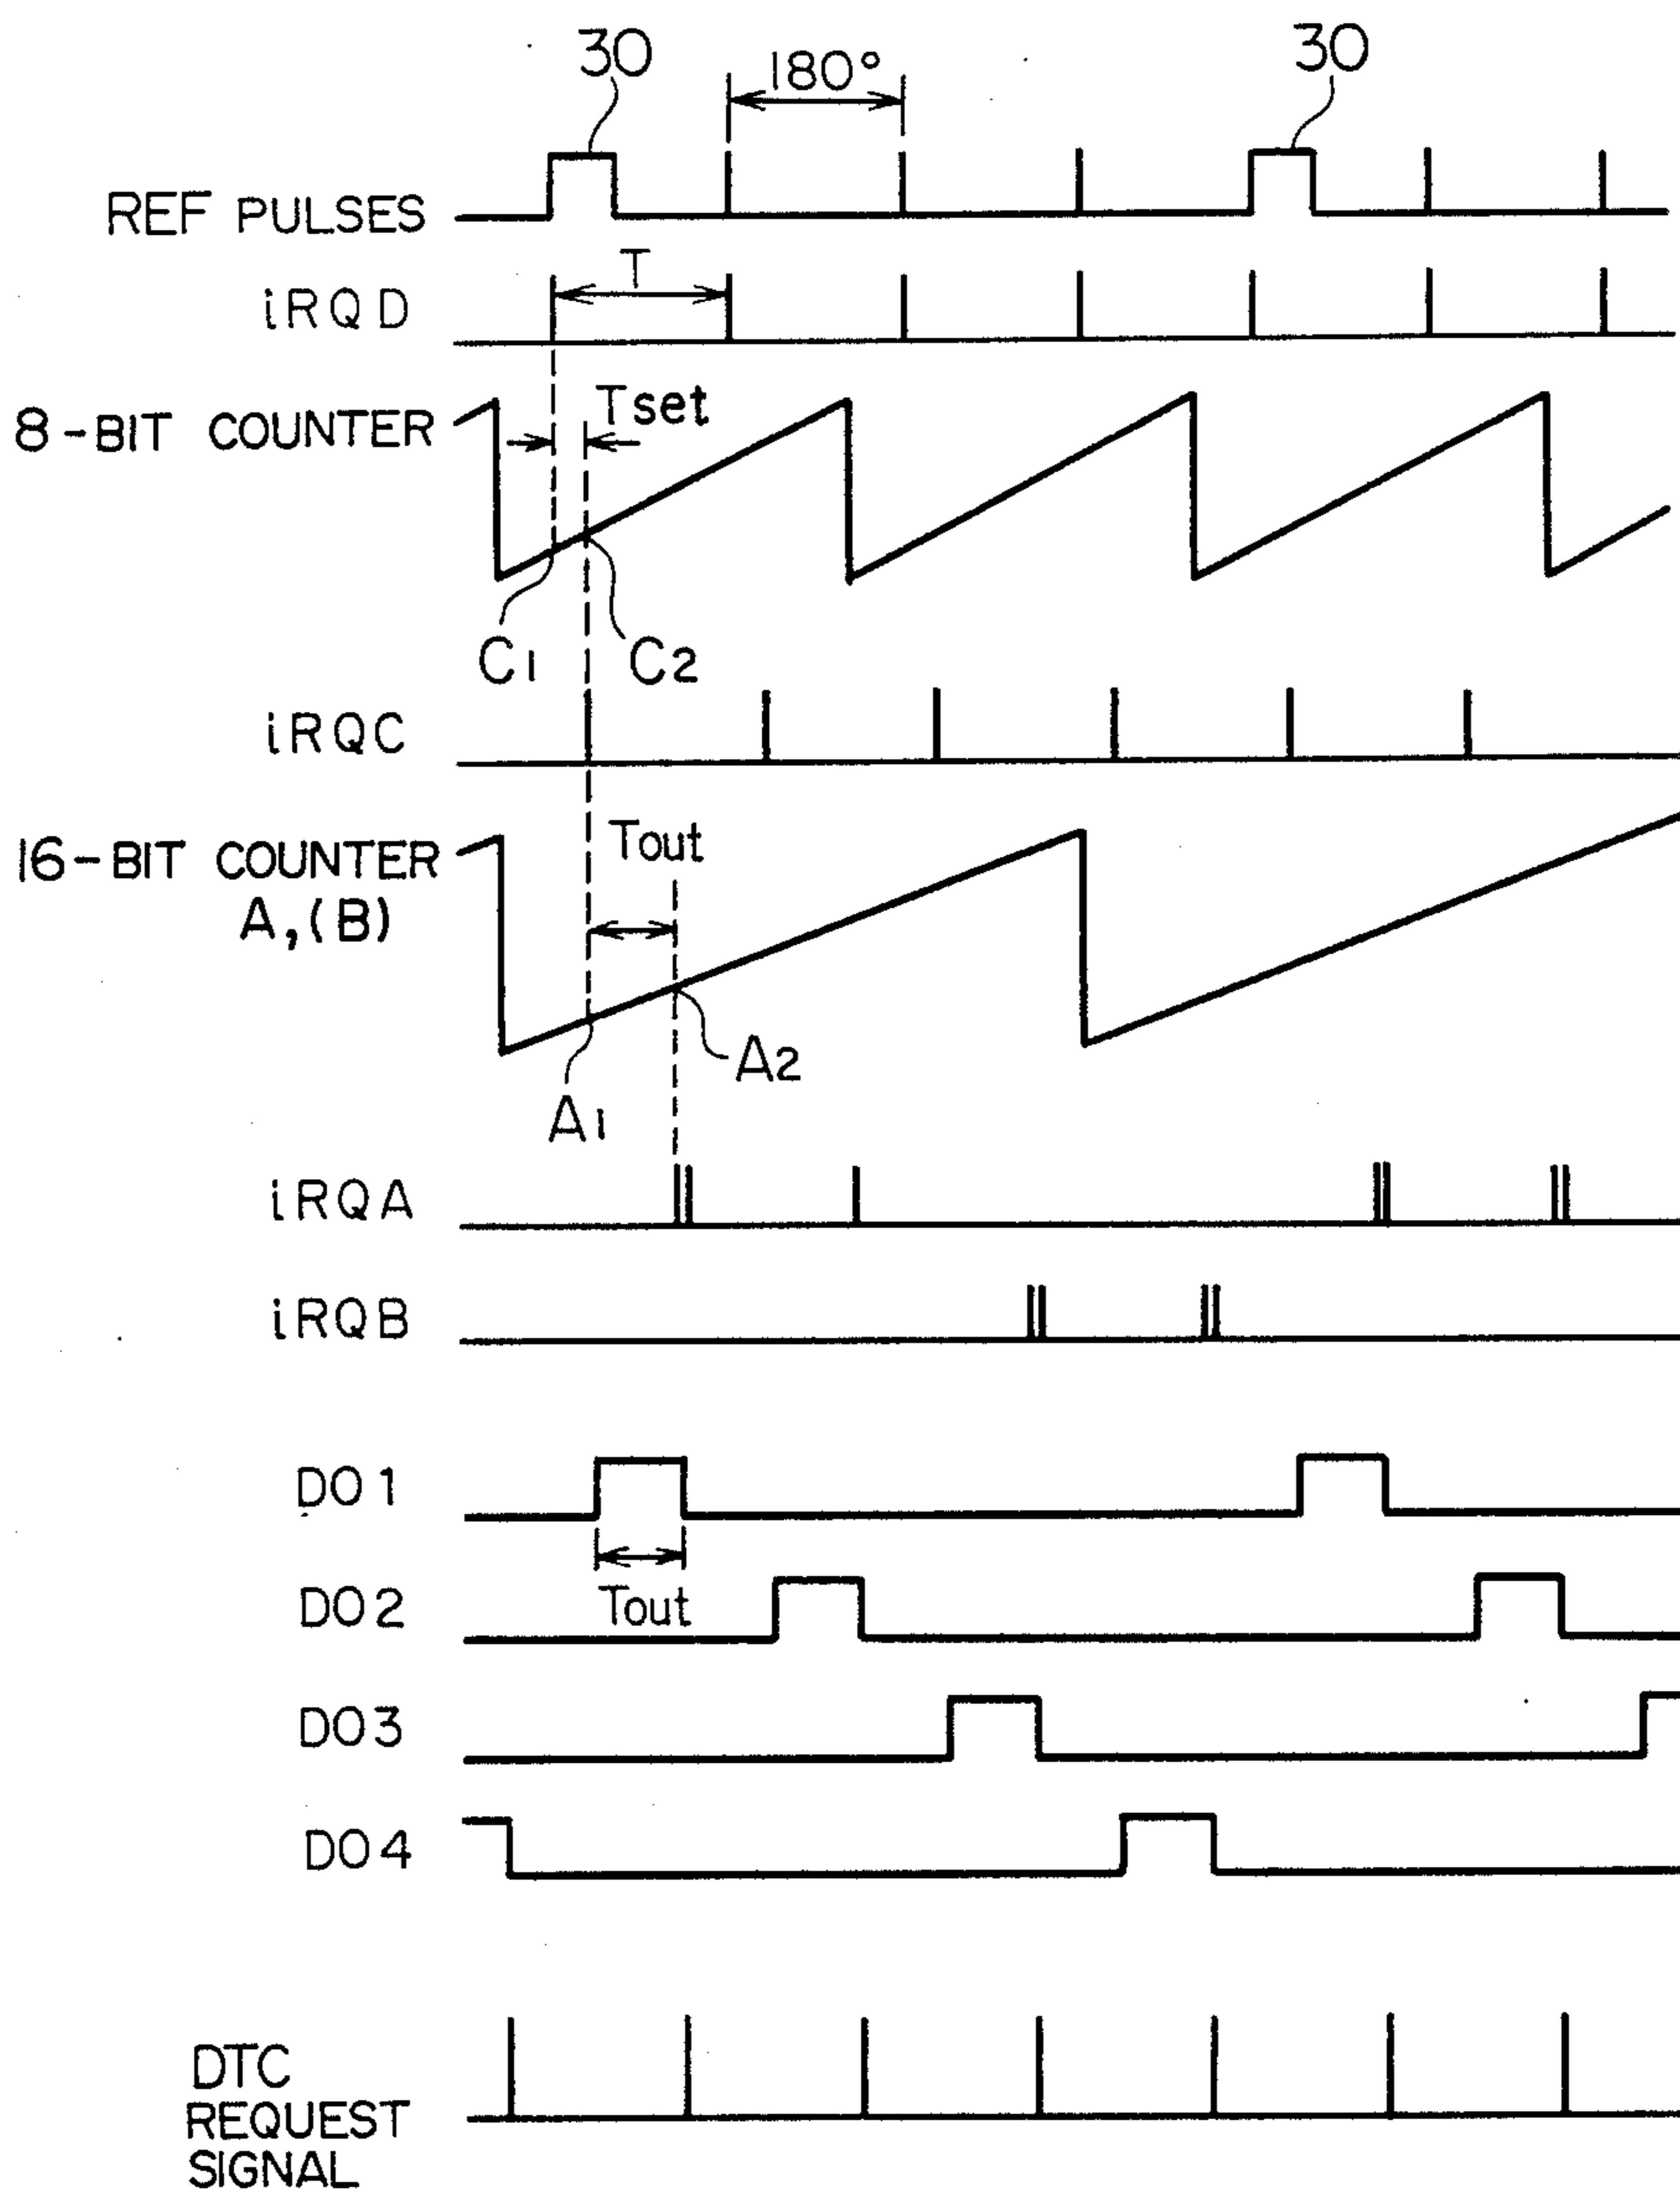 30
30
180°
REF PULSES
T
iRQD
Tset
8-BIT COUNTER
C1
C2
iRQC
Tout
16-BIT COUNTER
A,(B)
A2
A1
iRQA
iRQB
DO1
Tout
DO2
DO3
DO4
DTC
REQUEST
SIGNAL